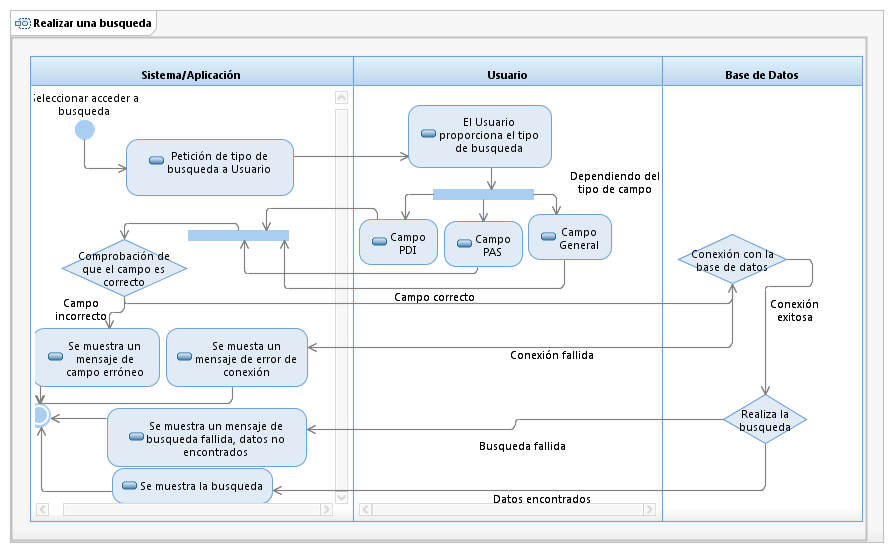 Realizar una busqueda
Sistema/Aplicación
Usuario
Base de Datos
Seleccionar acceder a
busqueda
Petición de tipo de
busqueda a Usuario
El Usuario
proporciona el tipo
de busqueda
Dependiendo del
tipo de campo
Campo
PDI
Campo
PAS
Campo
General
Comprobación de
que el campo es
correcto
Conexión con la
base de datos
Campo correcto
Campo
incorrecto
Conexión
exitosa
Se muestra un
mensaje de
campo erróneo
Se muesta un
mensaje de error de
conexión
Conexión fallida
Se muestra un mensaje de
busqueda fallida, datos no
encontrados
Busqueda fallida
Realiza la
busqueda
Se muestra la busqueda
Datos encontrados